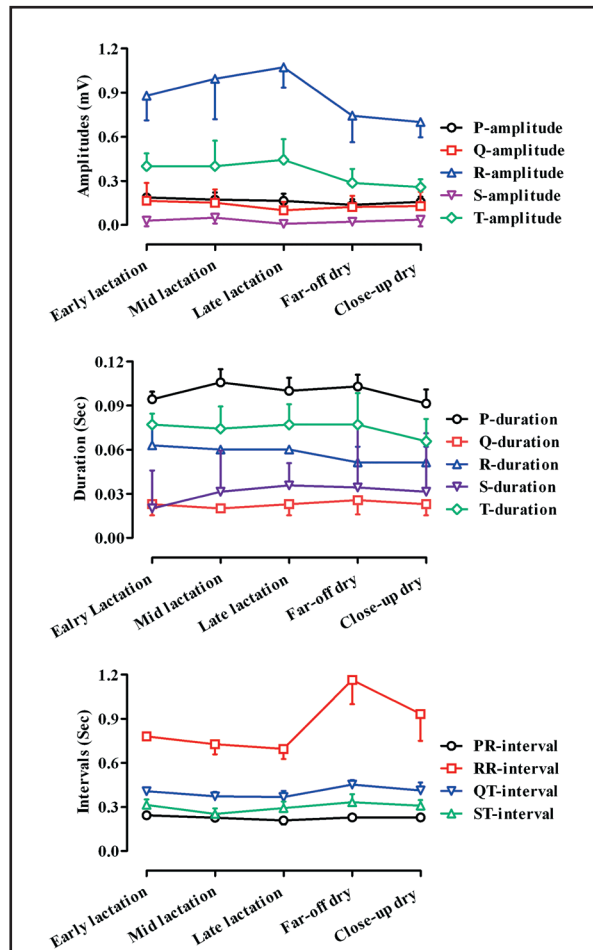 Amplitudes (mV)
1.2
0.9
0.6
0.3
0.0
P-amplitude
Q-amplitude
R-amplitude
S-amplitude
T-amplitude
Early lactation
Mid lactation
Late lactation
Far-off dry
Close-up dry
Duration (Sec)
0.12
0.09
0.06
0.03
0.00
P-duration
Q-duration
R-duration
S-duration
T-duration
Ealry Lactation
Mid lactation
Late lactation
Far-off dry
Close-up dry
Intervals (Sec)
1.2
0.9
0.6
0.3
0.0
PR-interval
RR-interval
QT-interval
ST-interval
Early lactation
Mid lactation
Late lactation
Far-off dry
Close-up dry